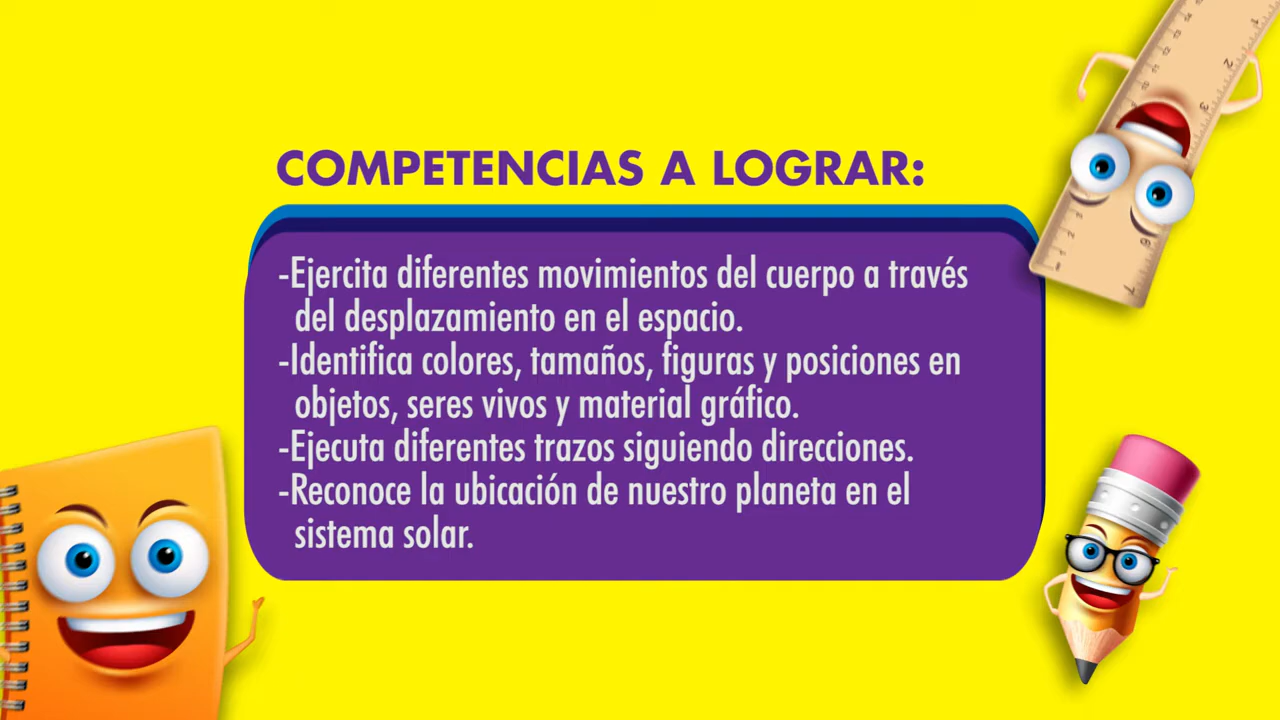 COMPETENCIAS A LOGRAR:
-Ejercita diferentes movimientos del cuerpo a través
del desplazamiento en el espacio.
-Identifica colores, tamaños, figuras y posiciones en
objetos, seres vivos y material gráfico.
-Ejecuta diferentes trazos siguiendo direcciones.
-Reconoce la ubicación de nuestro planeta en el
sistema solar.